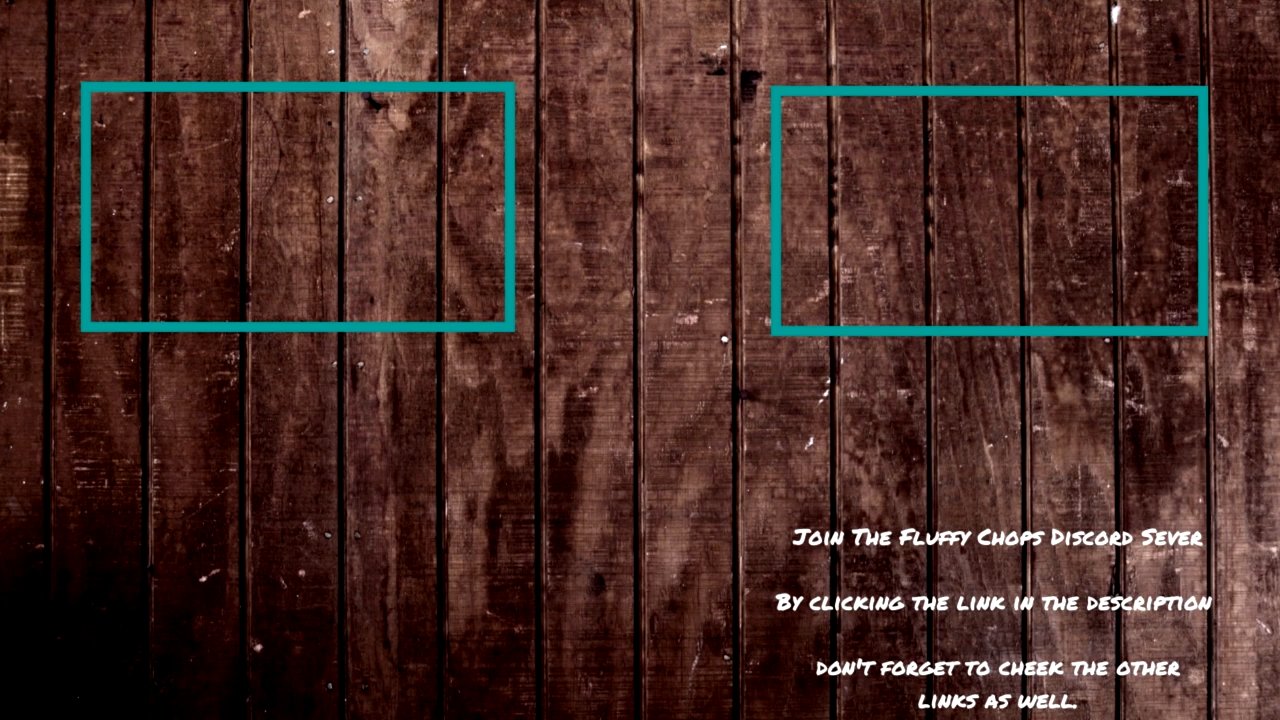 Join The Fluffy Chops Discord Sever
By clicking the link in the description
don't forget to cheek the other
links as well.